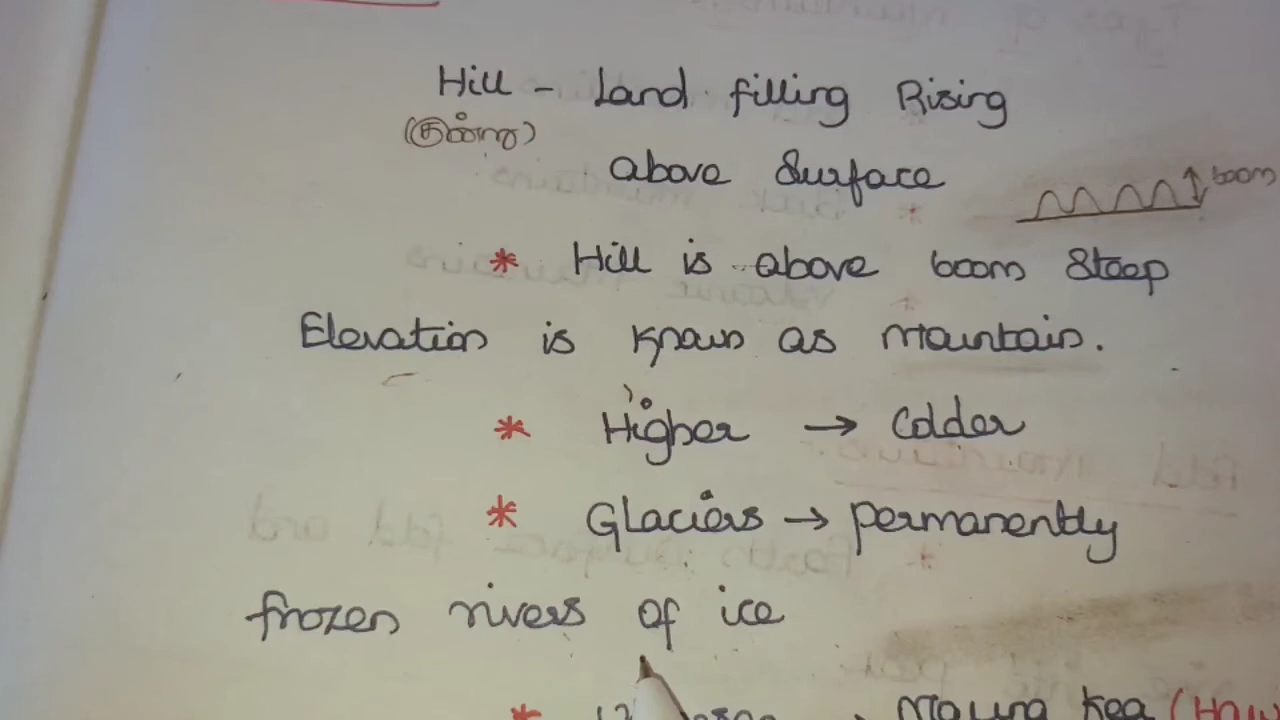 Hill - Land filling Rising
(குன்று)
above Surface
600m
* Hill is above 600m Steep
Elevation is known as mountain.
* Higher → Colder
* Glaciers → permanently
frozen rivers of ice
* Mauna Kea (Haw